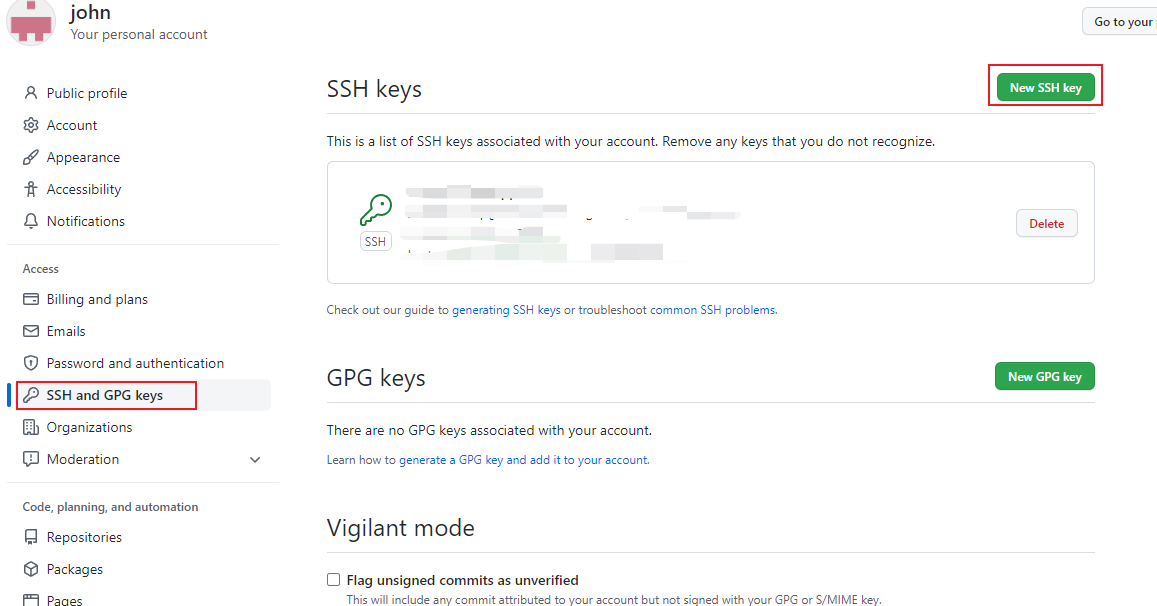 john
Your personal account
Go to your
Public profile
Account
Appearance
Accessibility
Notifications
Access
Billing and plans
Emails
Password and authentication
SSH and GPG keys
Organizations
Moderation
Code, planning, and automation
Repositories
Packages
Pages
SSH keys
New SSH key
This is a list of SSH keys associated with your account. Remove any keys that you do not recognize.
SSH
Delete
Check out our guide to generating SSH keys or troubleshoot common SSH problems.
GPG keys
New GPG key
There are no GPG keys associated with your account.
Learn how to generate a GPG key and add it to your account.
Vigilant mode
Flag unsigned commits as unverified
This will include any commit attributed to your account but not signed with your GPG or S/MIME key.